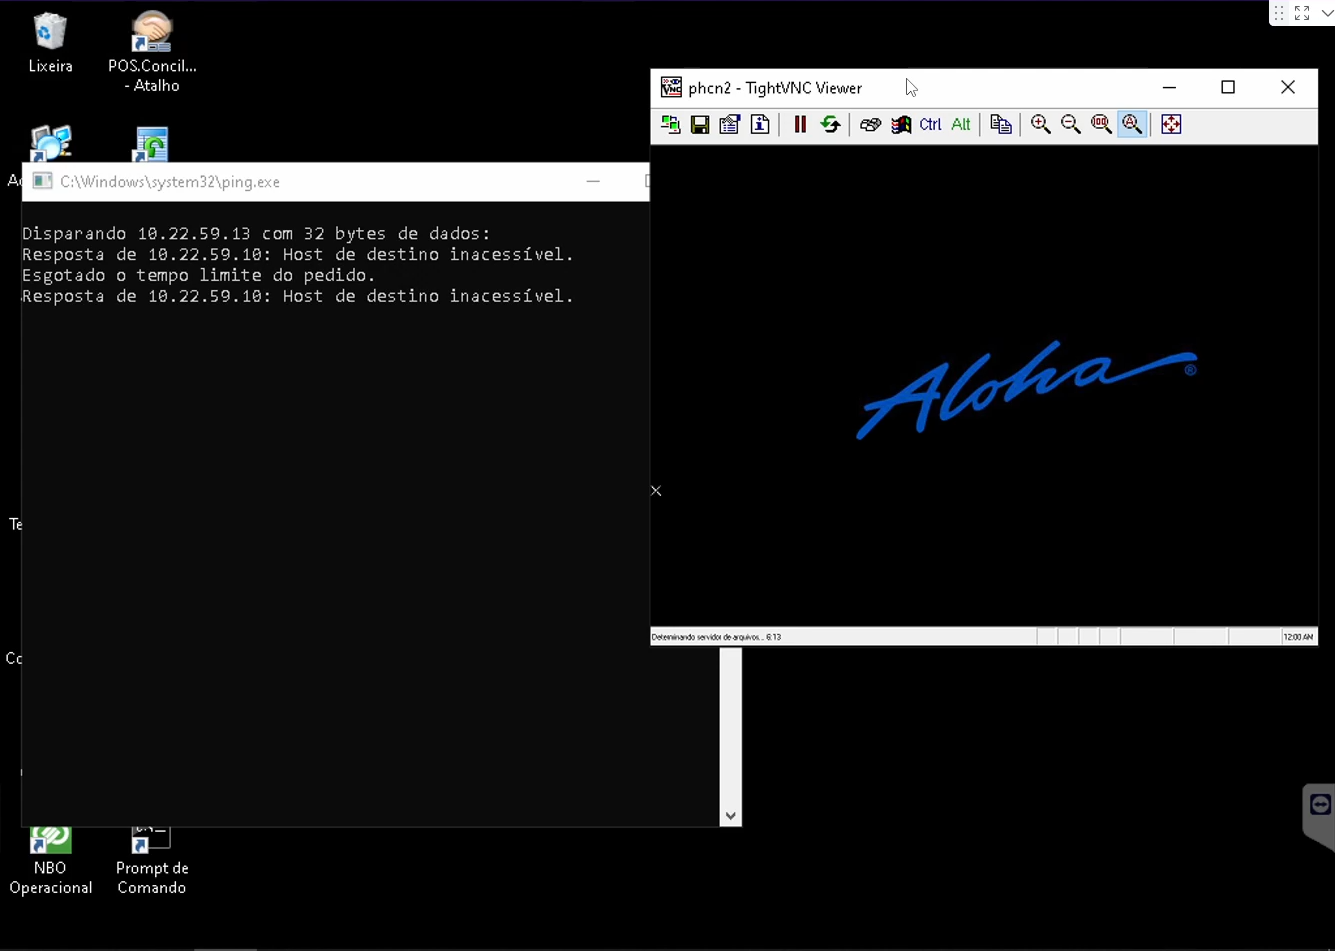 Lixeira
POS.Concil...
- Atalho
phcn2 - TightVNC Viewer
Ctrl Alt
C:\Windows\system32\ping.exe
Disparando 10.22.59.13 com 32 bytes de dados:
Resposta de 10.22.59.10: Host de destino inacessível.
Esgotado o tempo limite do pedido.
Resposta de 10.22.59.10: Host de destino inacessível.
Aloha®
Te
Determinando servidor de arquivos... 6:13
12:00 AM
Co
NBO
Operacional
Prompt de
Comando